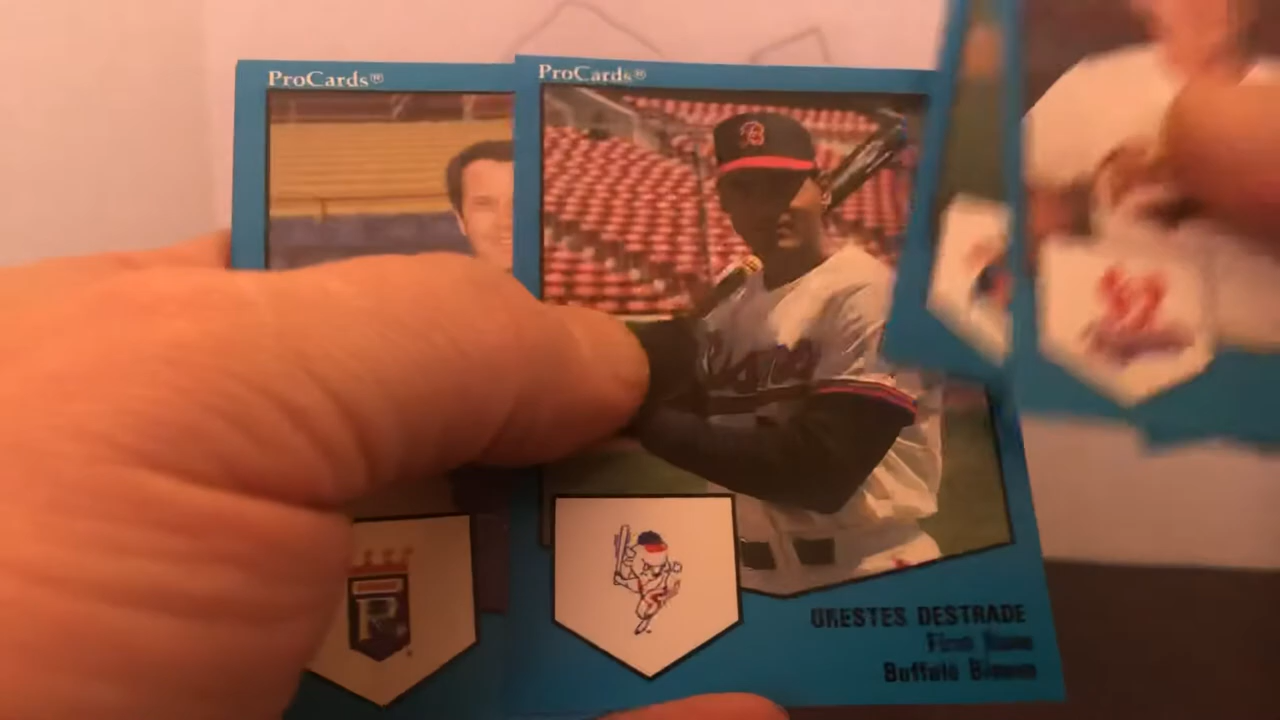 ProCards®
ProCards®
B
ORESTES DESTRADE
First Base
Buffalo Bisons
R